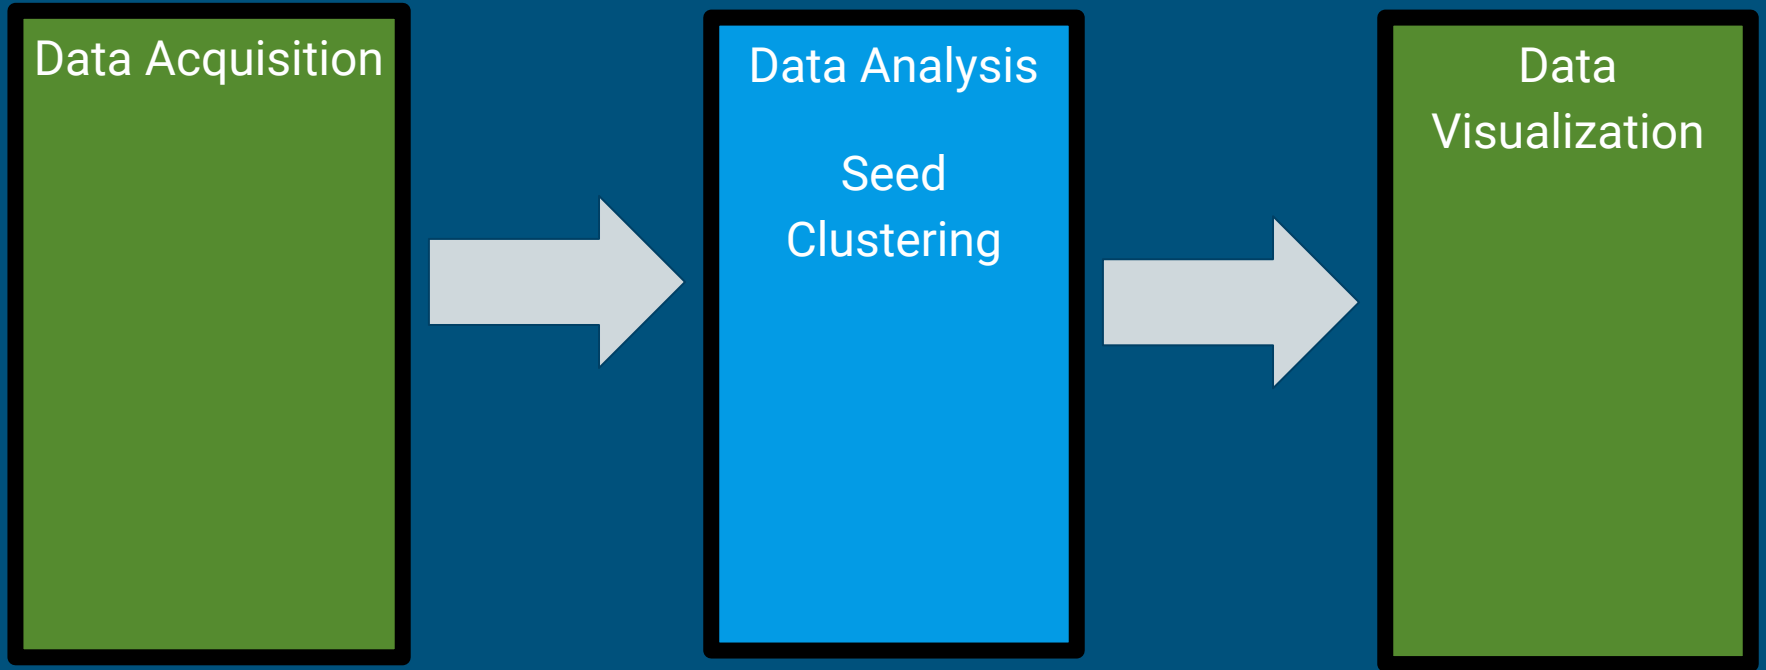 Data Acquisition
Data Analysis
Seed
Clustering
Data
Visualization